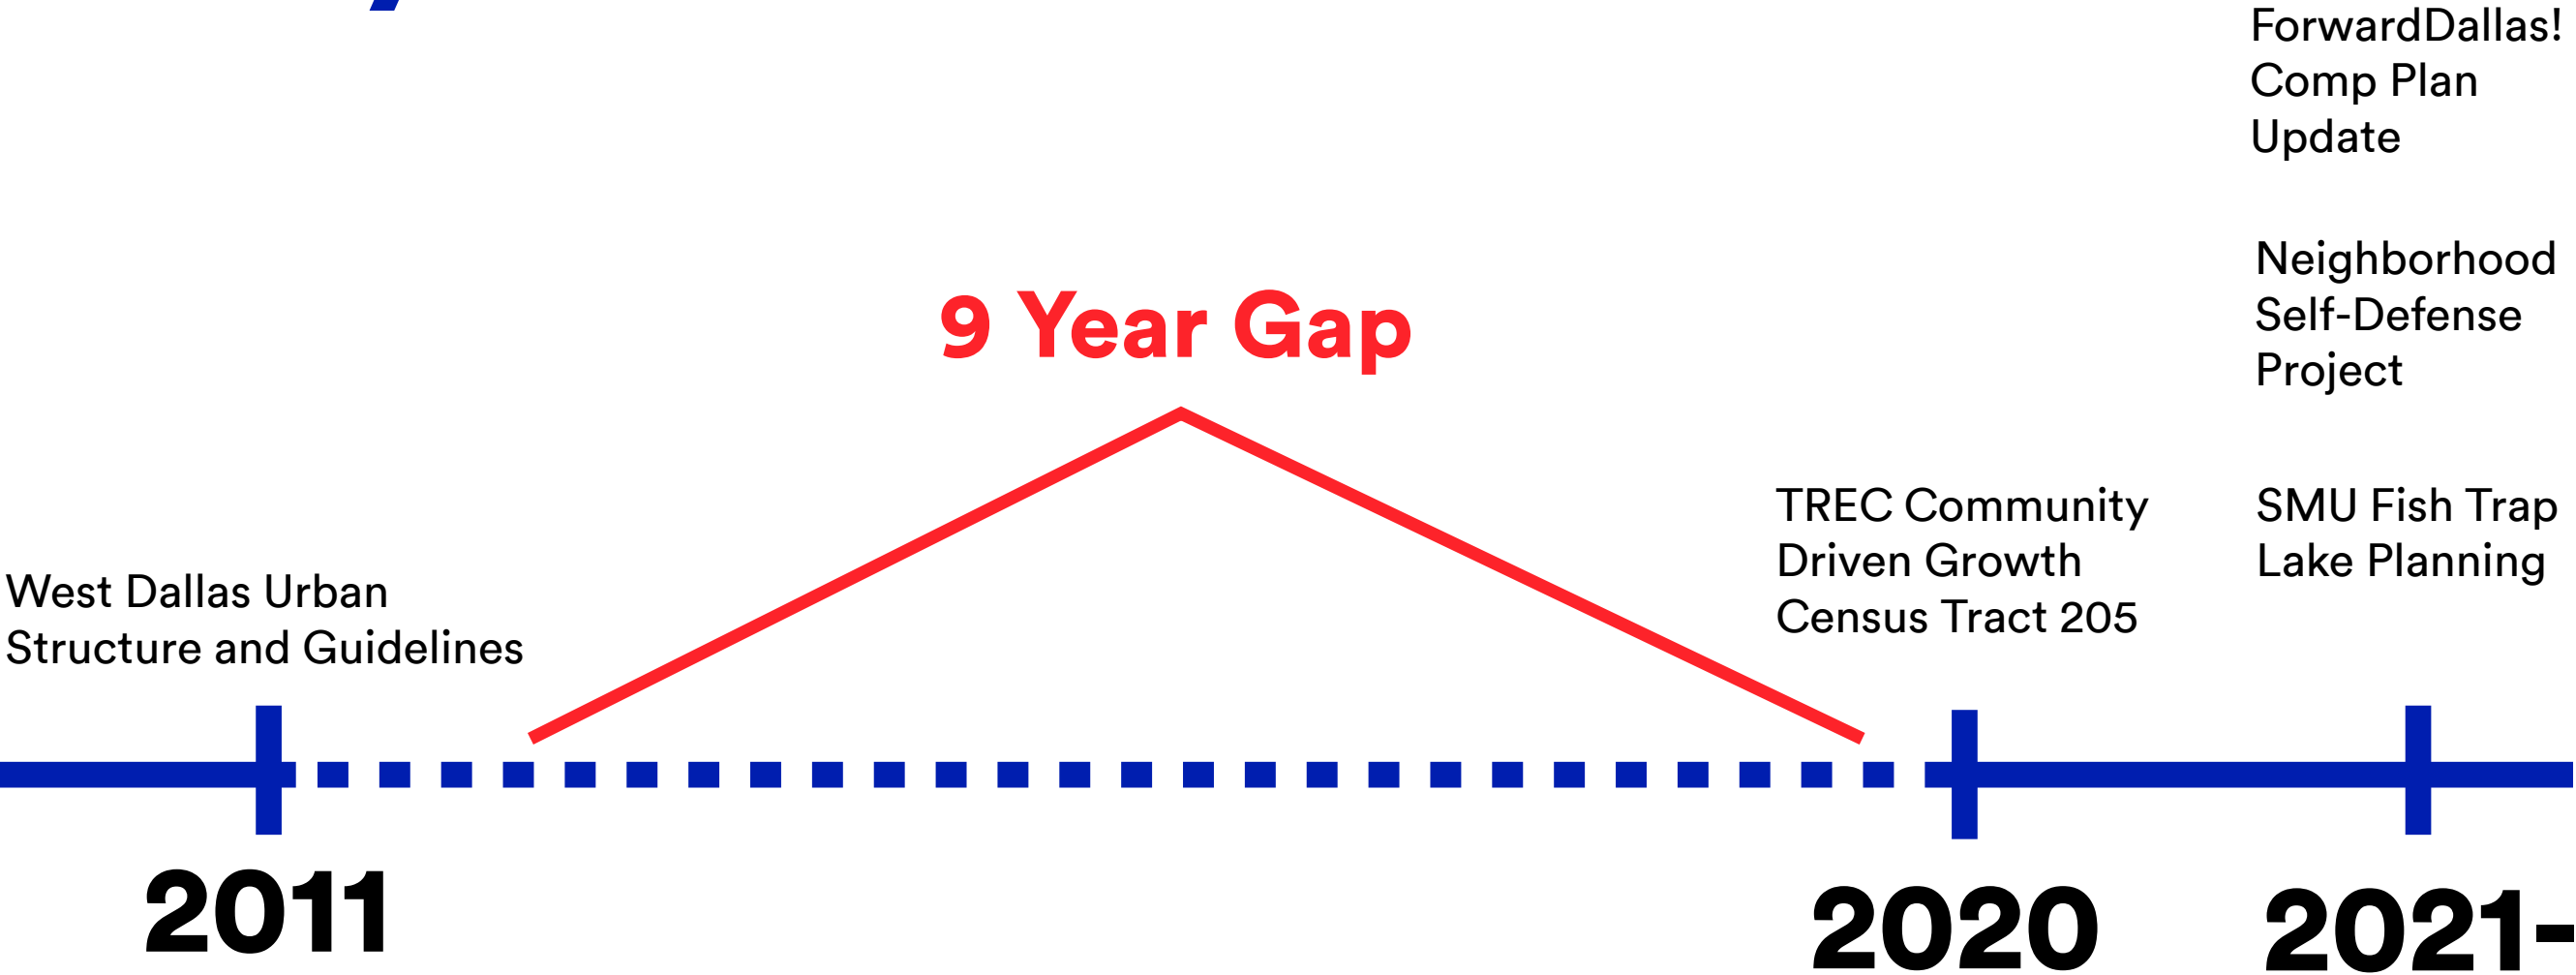 ForwardDallas!
Comp Plan
Update
Neighborhood
Self-Defense
Project
9 Year Gap
TREC Community
Driven Growth
Census Tract 205
SMU Fish Trap
Lake Planning
West Dallas Urban
Structure and Guidelines
2011
2020
2021-